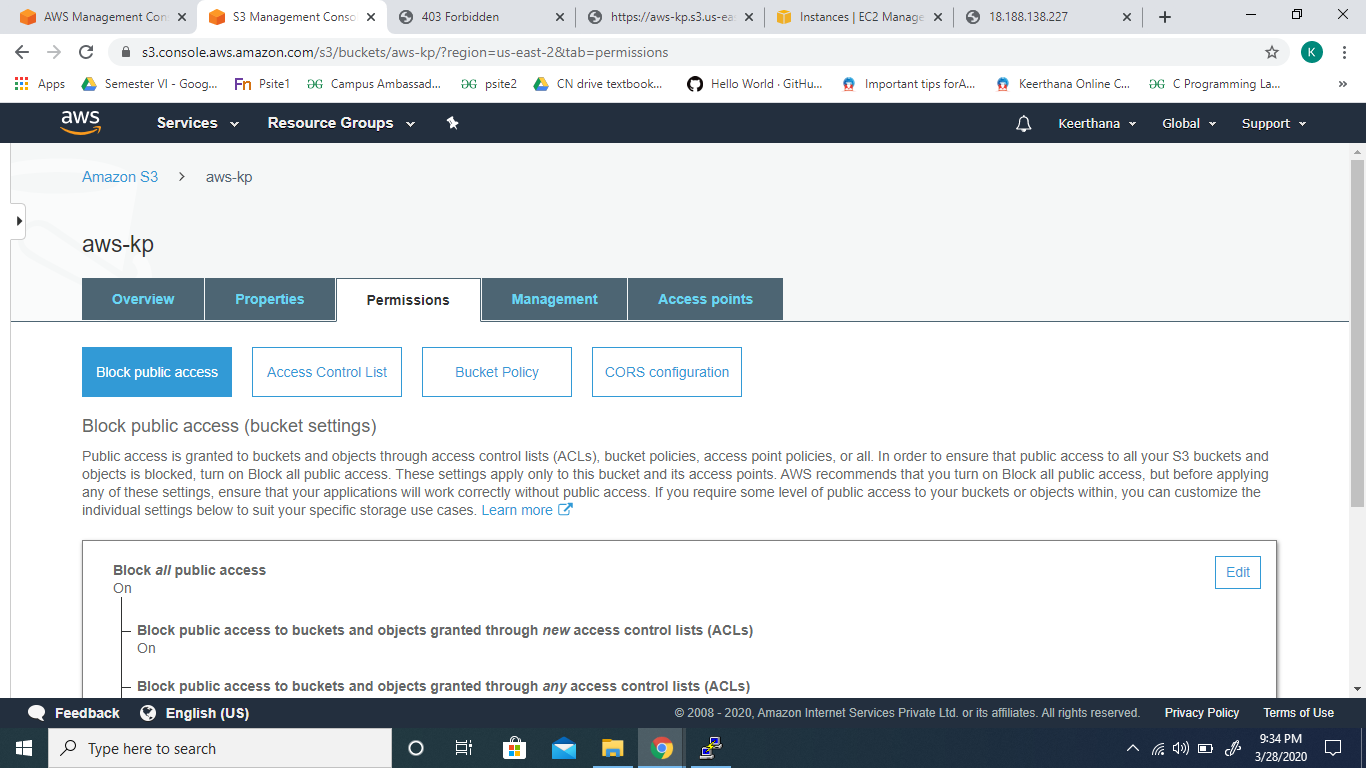 AWS Management Con
S3 Management Conso
403 Forbidden
https://aws-kp.s3.us-ea
Instances | EC2 Manage
18.188.138.227
s3.console.aws.amazon.com/s3/buckets/aws-kp/?region=us-east-2&tab=permissions
K
Apps
Semester VI - Goog...
Fn Psite1
Campus Ambassad...
psite2
CN drive textbook...
Hello World · GitHu...
Important tips forA...
Keerthana Online C...
C Programming La...
»
aws
Services
Resource Groups
Keerthana
Global
Support
Amazon S3 > aws-kp
aws-kp
Overview
Properties
Permissions
Management
Access points
Block public access
Access Control List
Bucket Policy
CORS configuration
Block public access (bucket settings)
Public access is granted to buckets and objects through access control lists (ACLs), bucket policies, access point policies, or all. In order to ensure that public access to all your S3 buckets and
objects is blocked, turn on Block all public access. These settings apply only to this bucket and its access points. AWS recommends that you turn on Block all public access, but before applying
any of these settings, ensure that your applications will work correctly without public access. If you require some level of public access to your buckets or objects within, you can customize the
individual settings below to suit your specific storage use cases. Learn more
Block all public access
On
Edit
Block public access to buckets and objects granted through new access control lists (ACLs)
On
Block public access to buckets and objects granted through any access control lists (ACLs)
Feedback
English (US)
© 2008 - 2020, Amazon Internet Services Private Ltd. or its affiliates. All rights reserved.
Privacy Policy
Terms of Use
Type here to search
9:34 PM
3/28/2020